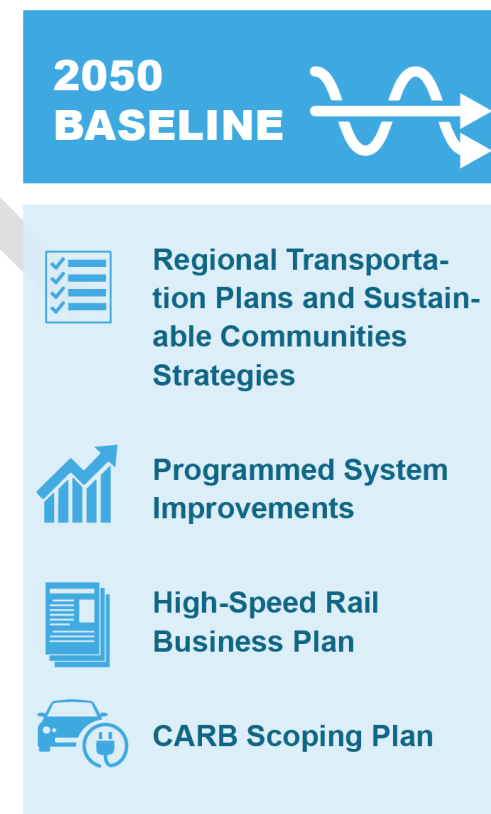 2050
BASELINE
Regional Transporta-
tion Plans and Sustain-
able Communities
Strategies
Programmed System
Improvements
High-Speed Rail
Business Plan
CARB Scoping Plan